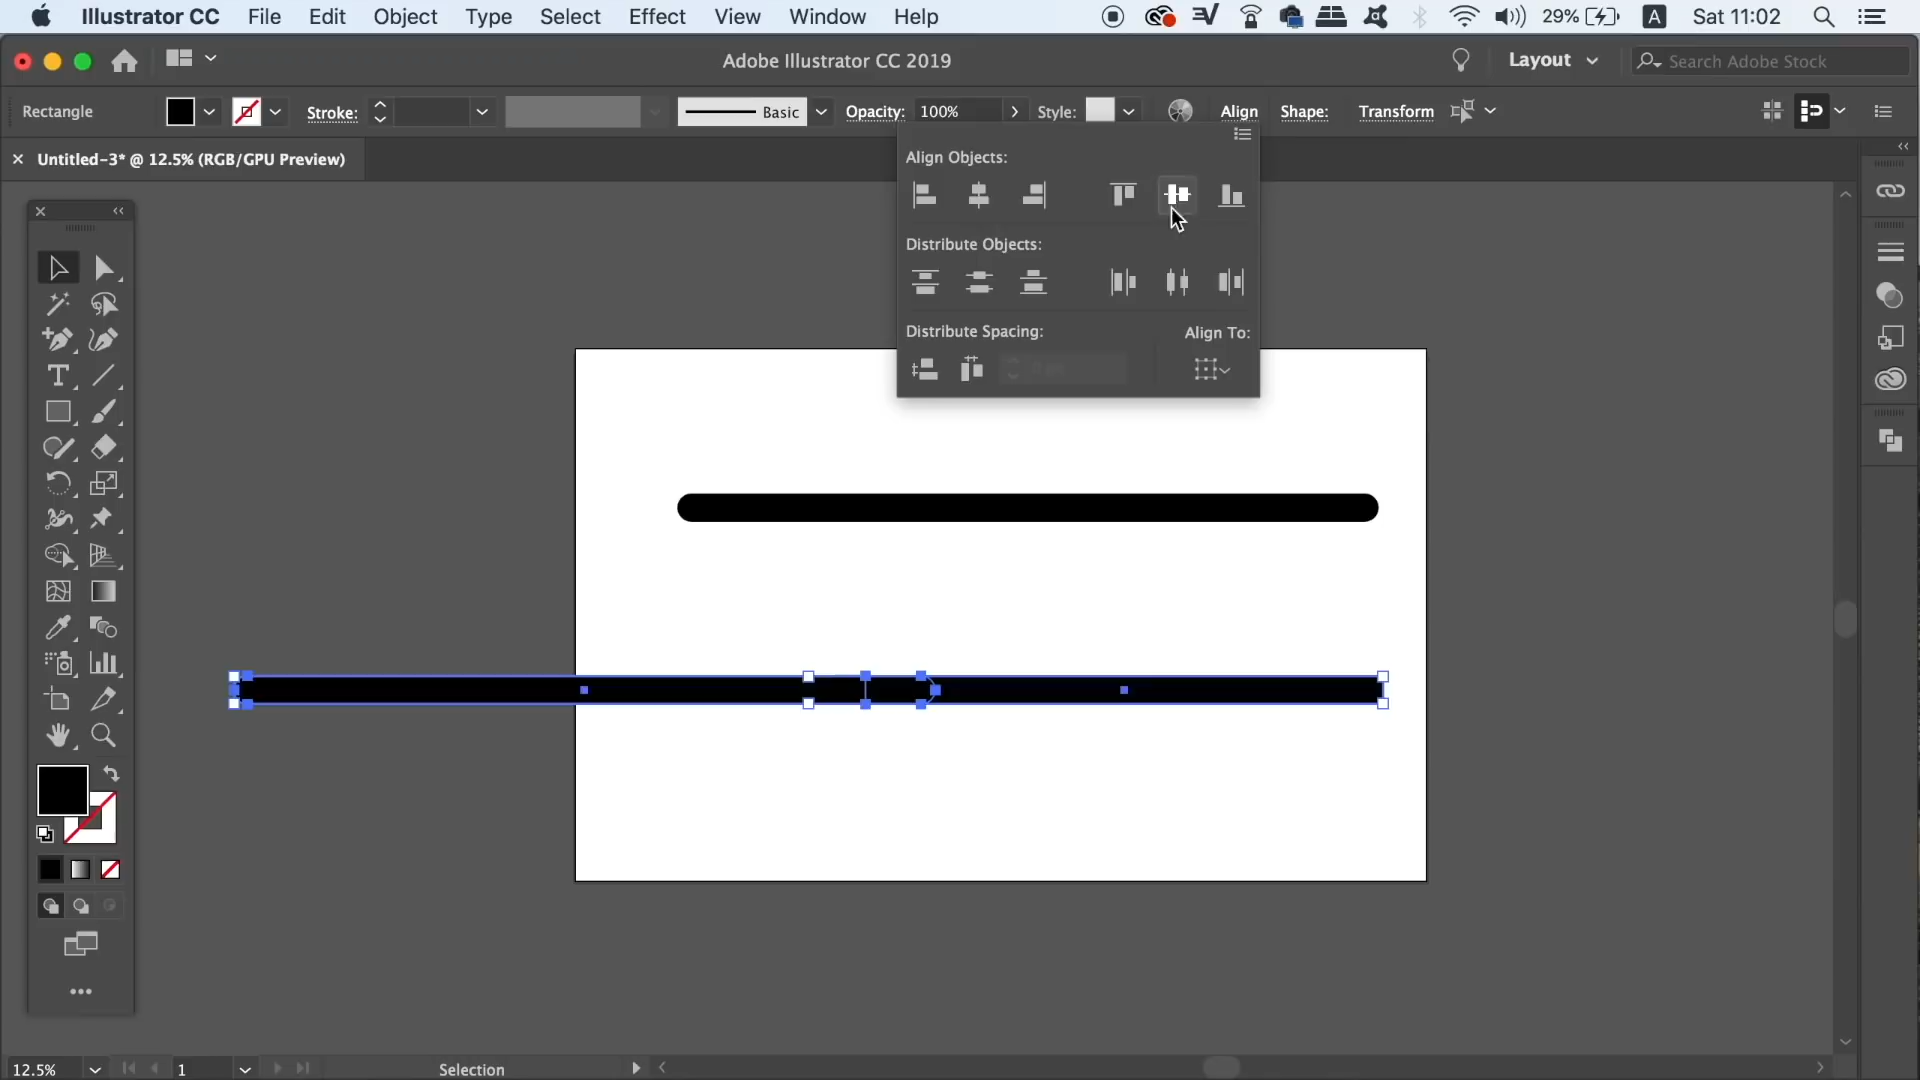 Illustrator CC File Edit Object Type Select Effect View Window Help 29% A Sat 11:02
Adobe Illustrator CC 2019
Layout
Search Adobe Stock
Rectangle Stroke: Basic Opacity: 100% Style: Align Shape: Transform
Untitled-3* @ 12.5% (RGB/GPU Preview)
Align Objects:
Distribute Objects:
Distribute Spacing: Align To:
12.5% 1 Selection